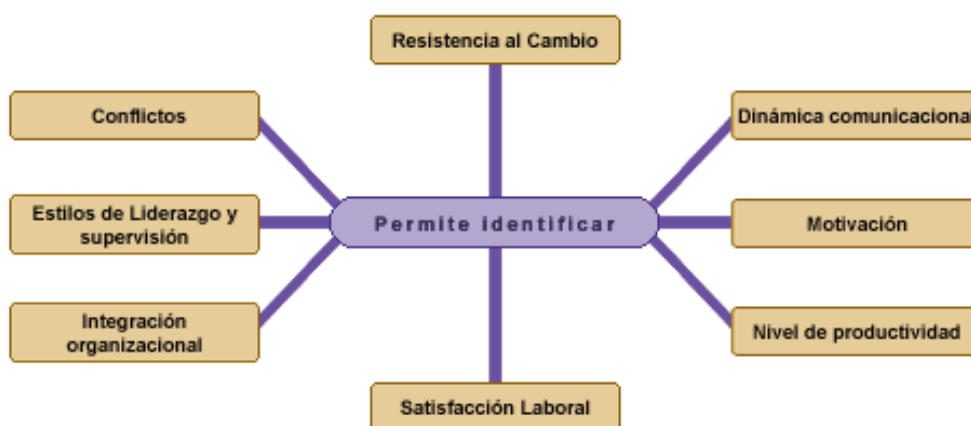 Resistencia al Cambio
Conflictos
Dinámica comunicaciona
Estilos de Liderazgo y
supervisión
Permite identificar
Motivación
Integración
organizacional
Nivel de productividad
Satisfacción Laboral